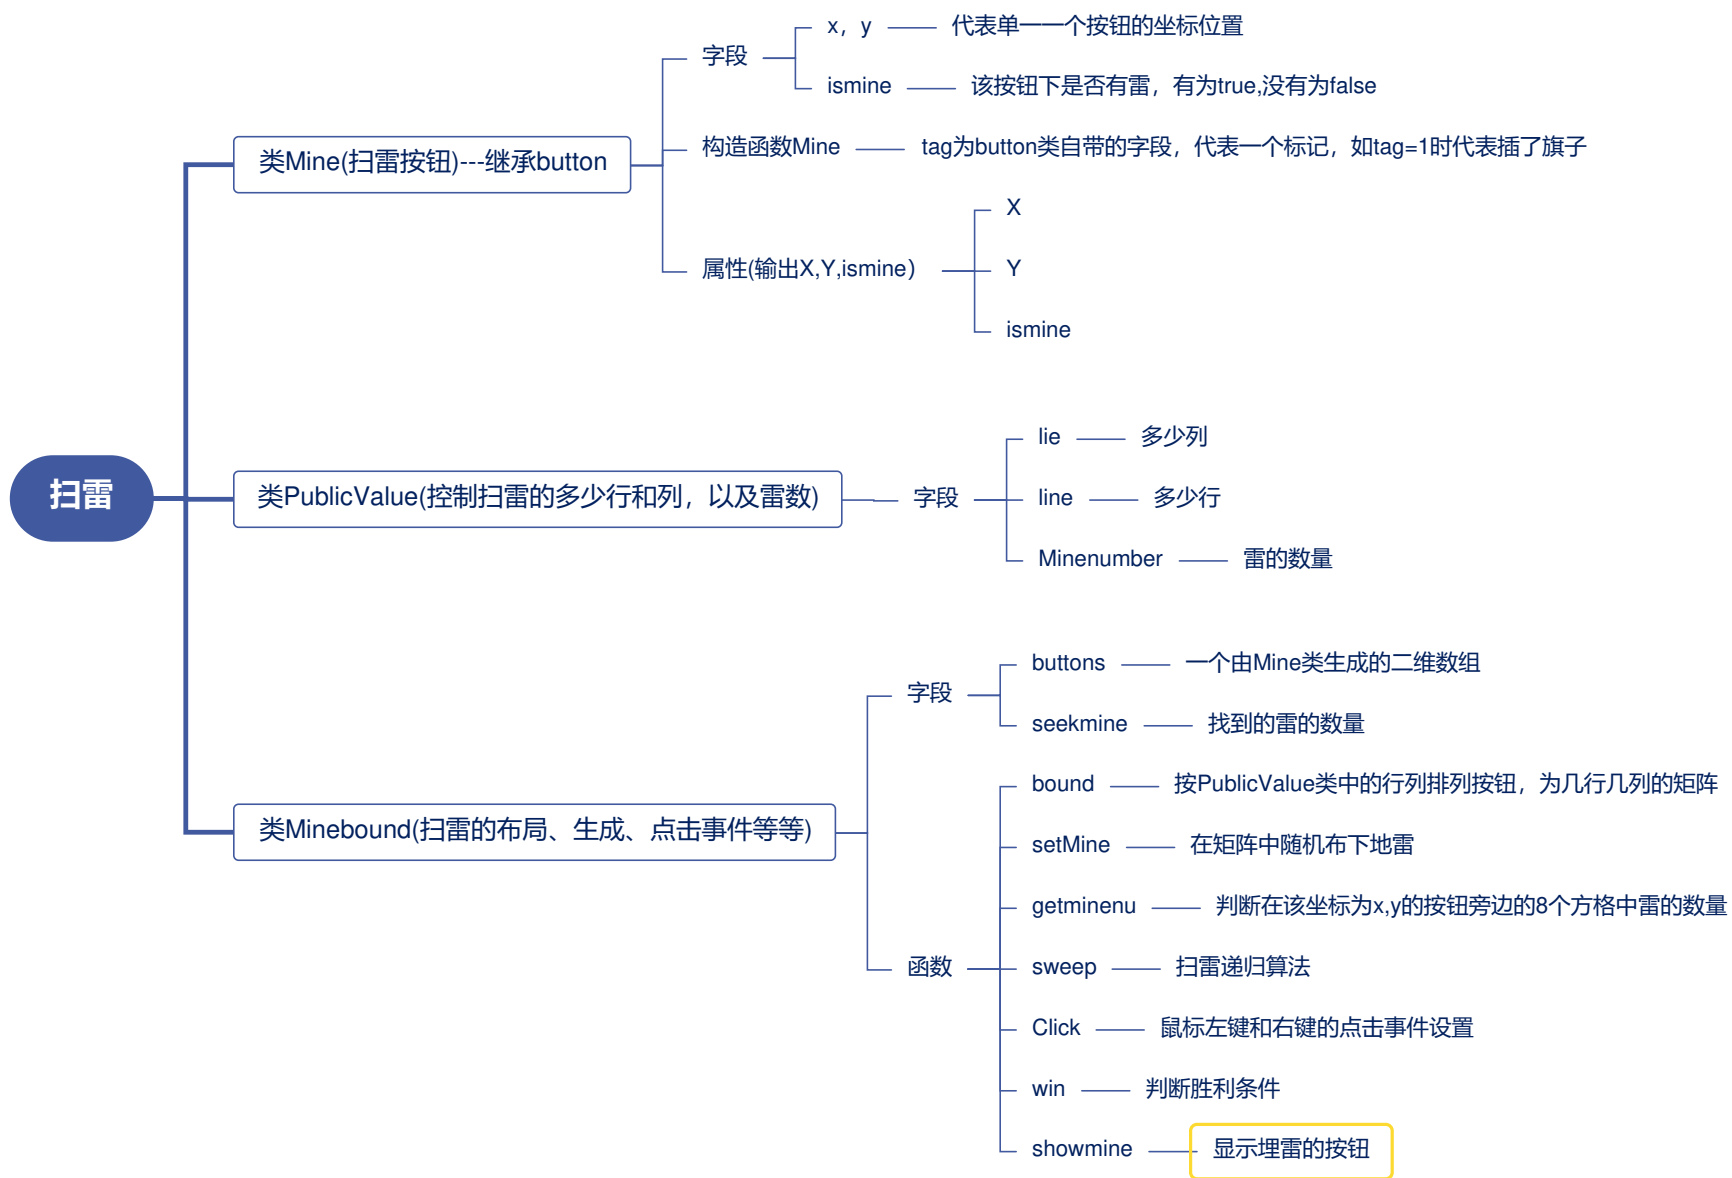 扫雷
类Mine(扫雷按钮)---继承button
字段
x，y
代表单一一个按钮的坐标位置
ismine
该按钮下是否有雷，有为true,没有为false
构造函数Mine
tag为button类自带的字段，代表一个标记，如tag=1时代表插了旗子
属性(输出X,Y,ismine）
X
Y
ismine
类PublicValue(控制扫雷的多少行和列，以及雷数)
字段
lie
多少列
line
多少行
Minenumber
雷的数量
类Minebound(扫雷的布局、生成、点击事件等等)
字段
buttons
一个由Mine类生成的二维数组
seekmine
找到的雷的数量
函数
bound
按PublicValue类中的行列排列按钮，为几行几列的矩阵
setMine
在矩阵中随机布下地雷
getminenu
判断在该坐标为x,y的按钮旁边的8个方格中雷的数量
sweep
扫雷递归算法
Click
鼠标左键和右键的点击事件设置
win
判断胜利条件
showmine
显示埋雷的按钮